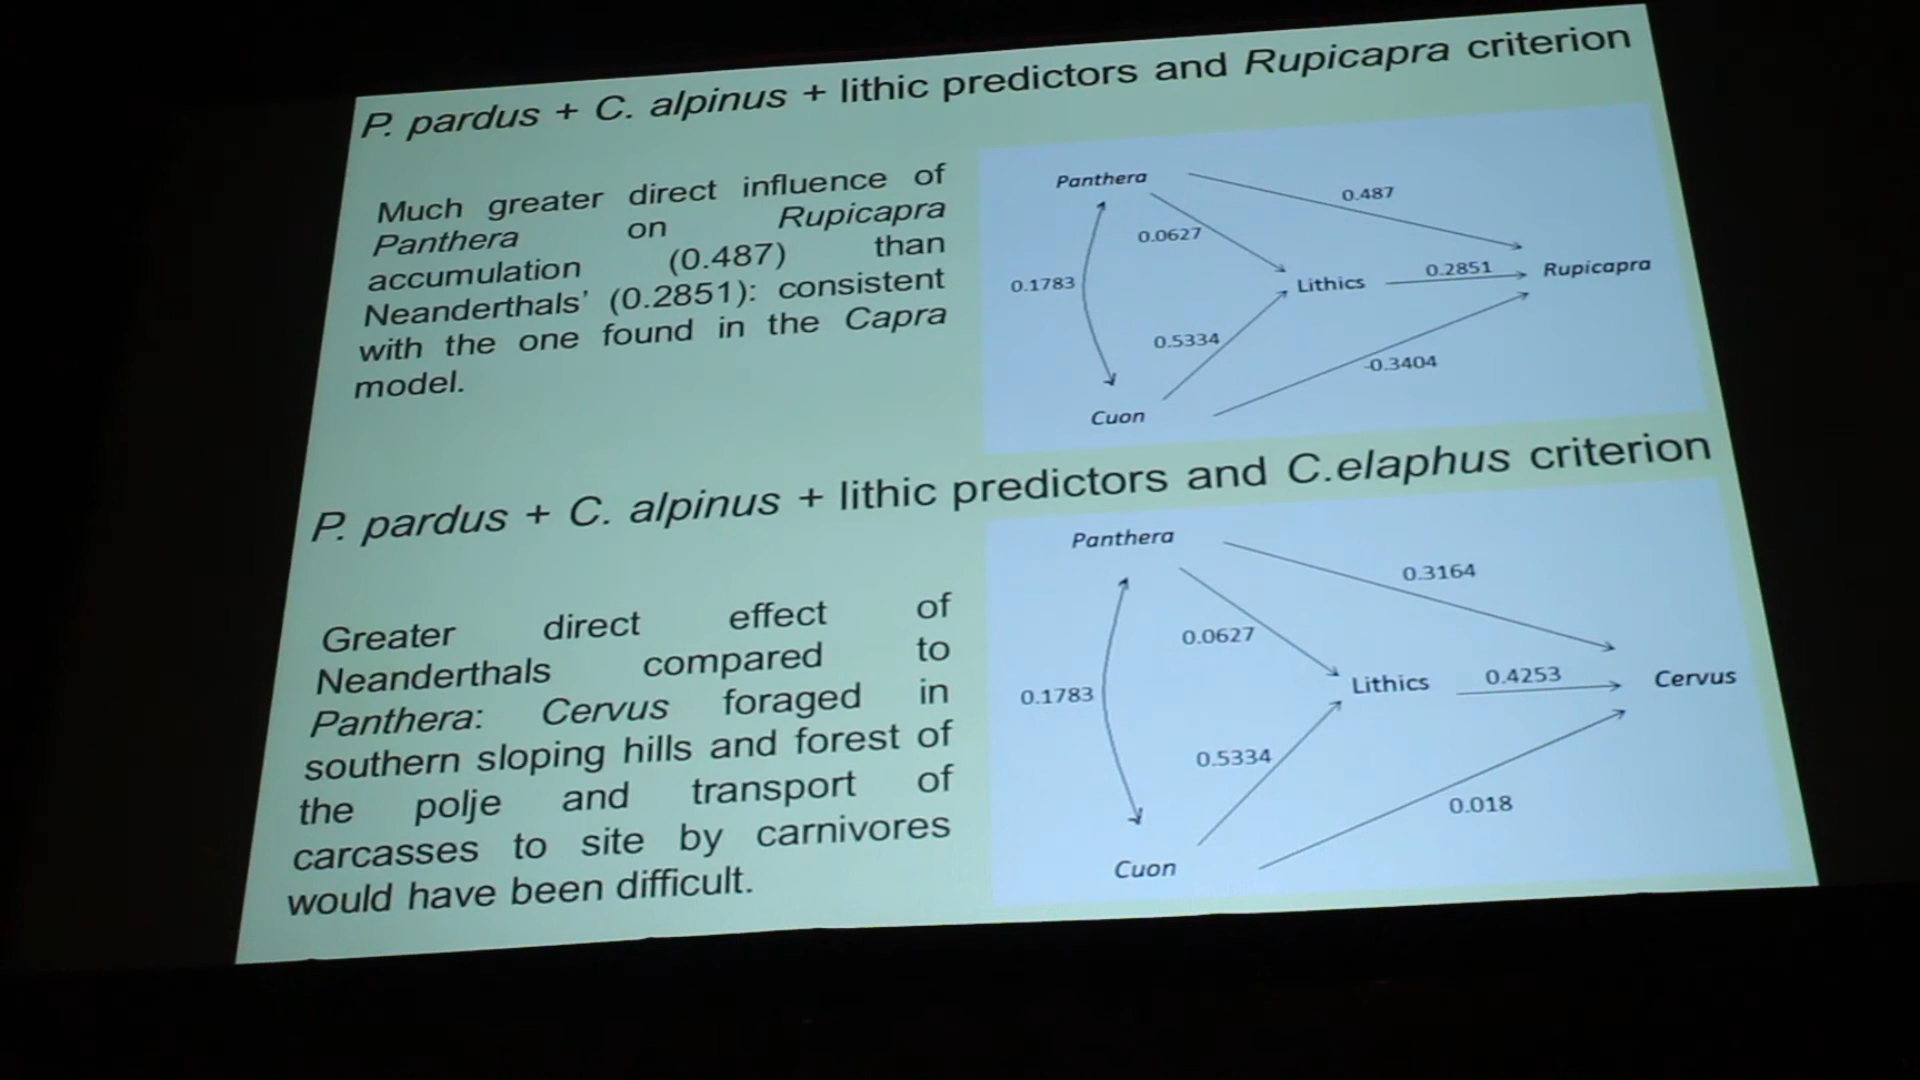 P. pardus + C. alpinus + lithic predictors and Rupicapra criterion
Much greater direct influence of
Panthera on Rupicapra
accumulation (0.487) than
Neanderthals' (0.2851): consistent
with the one found in the Capra
model.
Panthera
0.487
0.0627
0.1783
Lithics
0.2851
Rupicapra
0.5334
-0.3404
Cuon
P. pardus + C. alpinus + lithic predictors and C.elaphus criterion
Greater direct effect of
Neanderthals compared to
Panthera: Cervus foraged in
southern sloping hills and forest of
the polje and transport of
carcasses to site by carnivores
would have been difficult.
Panthera
0.3164
0.0627
0.1783
Lithics
0.4253
Cervus
0.5334
0.018
Cuon